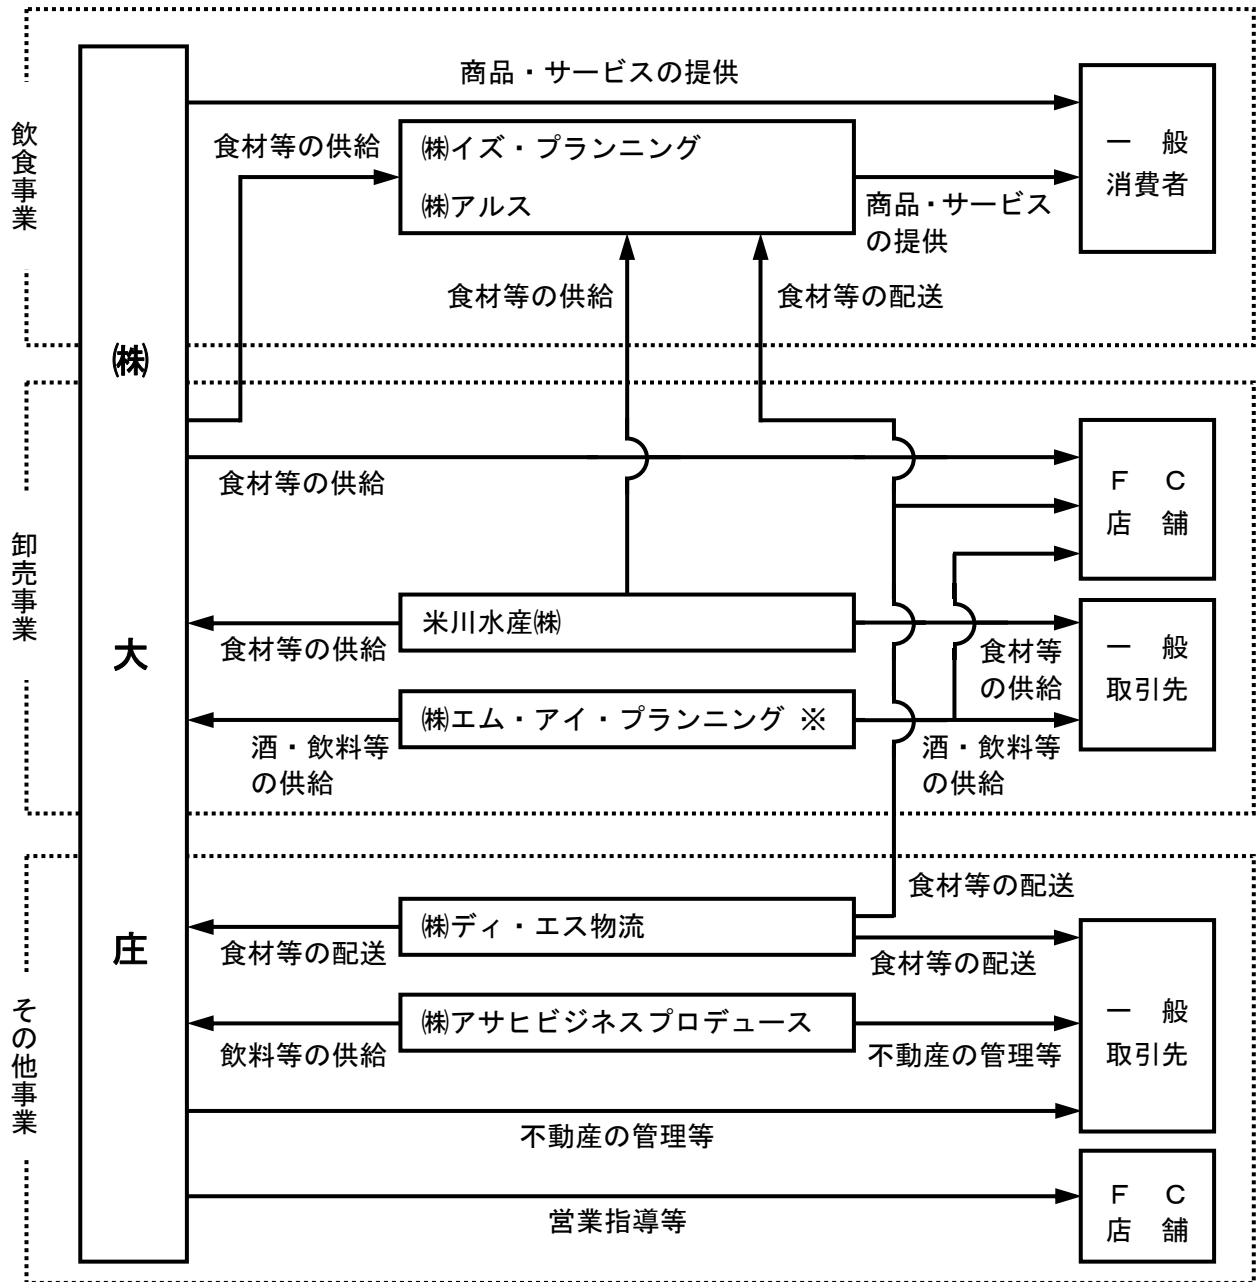 飲食事業
卸売事業
その他事業
㈱大庄
商品・サービスの提供
食材等の供給
㈱イズ・プランニング
㈱アルス
商品・サービス
の提供
一般
消費者
食材等の供給
食材等の配送
食材等の供給
ＦＣ
店舗
米川水産㈱
食材等の供給
食材等
の供給
一般
取引先
㈱エム・アイ・プランニング ※
酒・飲料等
の供給
酒・飲料等
の供給
食材等の配送
㈱ディ・エス物流
食材等の配送
食材等の配送
㈱アサヒビジネスプロデュース
飲料等の供給
不動産の管理等
一般
取引先
不動産の管理等
営業指導等
ＦＣ
店舗